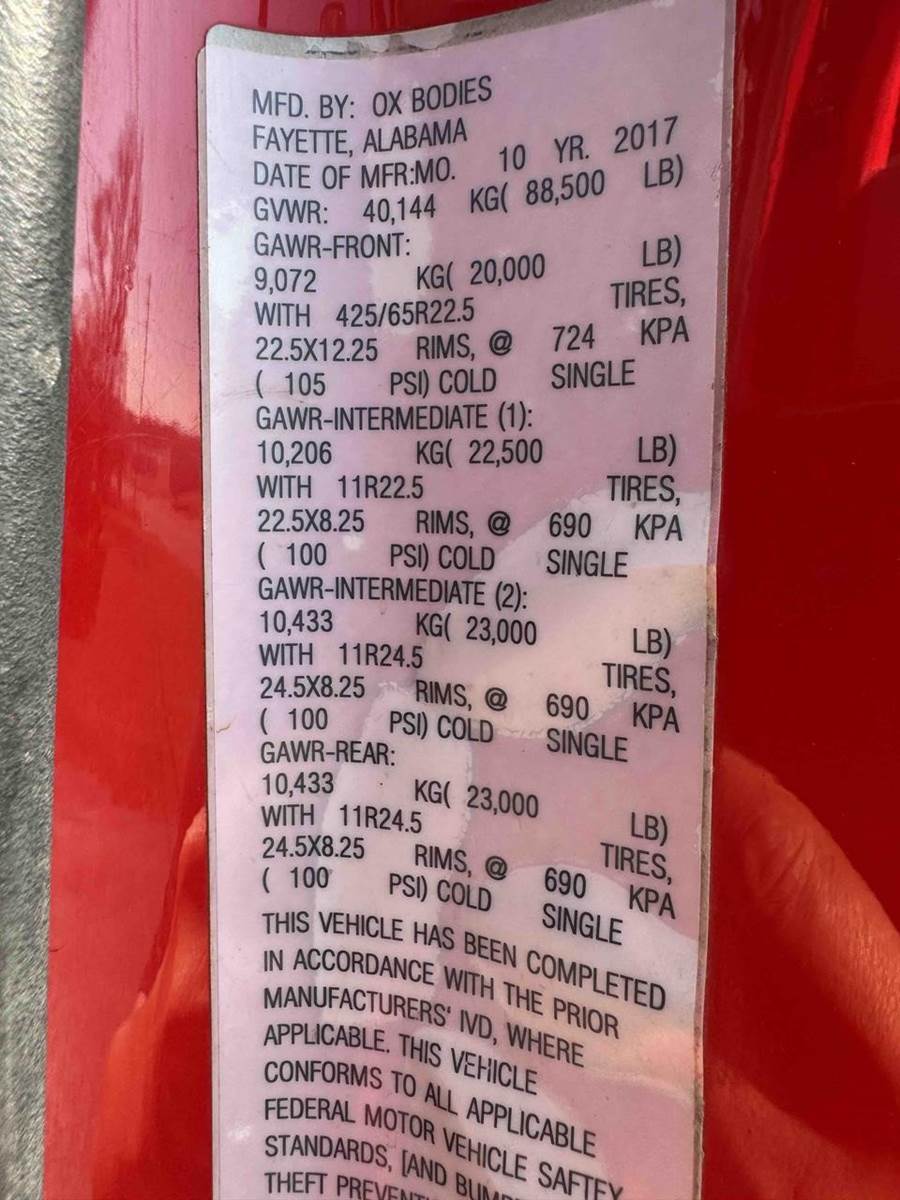 MFD. BY: OX BODIES
FAYETTE, ALABAMA
DATE OF MFR:MO. 10 YR. 2017
GVWR: 40,144 KG( 88,500 LB)
GAWR-FRONT:
9,072 KG( 20,000 LB)
WITH 425/65R22.5 TIRES,
22.5X12.25 RIMS, @ 724 KPA
( 105 PSI) COLD SINGLE
GAWR-INTERMEDIATE (1):
10,206 KG( 22,500 LB)
WITH 11R22.5 TIRES,
22.5X8.25 RIMS, @ 690 KPA
( 100 PSI) COLD SINGLE
GAWR-INTERMEDIATE (2):
10,433 KG( 23,000 LB)
WITH 11R24.5 TIRES,
24.5X8.25 RIMS, @ 690 KPA
( 100 PSI) COLD SINGLE
GAWR-REAR:
10,433 KG( 23,000 LB)
WITH 11R24.5 TIRES,
24.5X8.25 RIMS, @ 690 KPA
( 100 PSI) COLD SINGLE
THIS VEHICLE HAS BEEN COMPLETED
IN ACCORDANCE WITH THE PRIOR
MANUFACTURERS' IVD, WHERE
APPLICABLE. THIS VEHICLE
CONFORMS TO ALL APPLICABLE
FEDERAL MOTOR VEHICLE SAFTEY
STANDARDS, [AND
THEFT